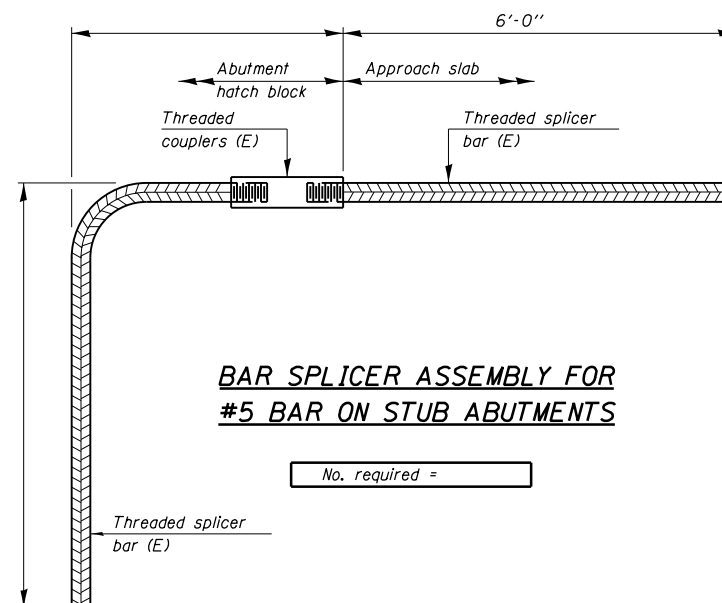 6'-0"
Abutment
hatch block
Approach slab
Threaded
couplers (E)
Threaded splicer
bar (E)
BAR SPLICER ASSEMBLY FOR
#5 BAR ON STUB ABUTMENTS
No. required =
Threaded splicer
bar (E)